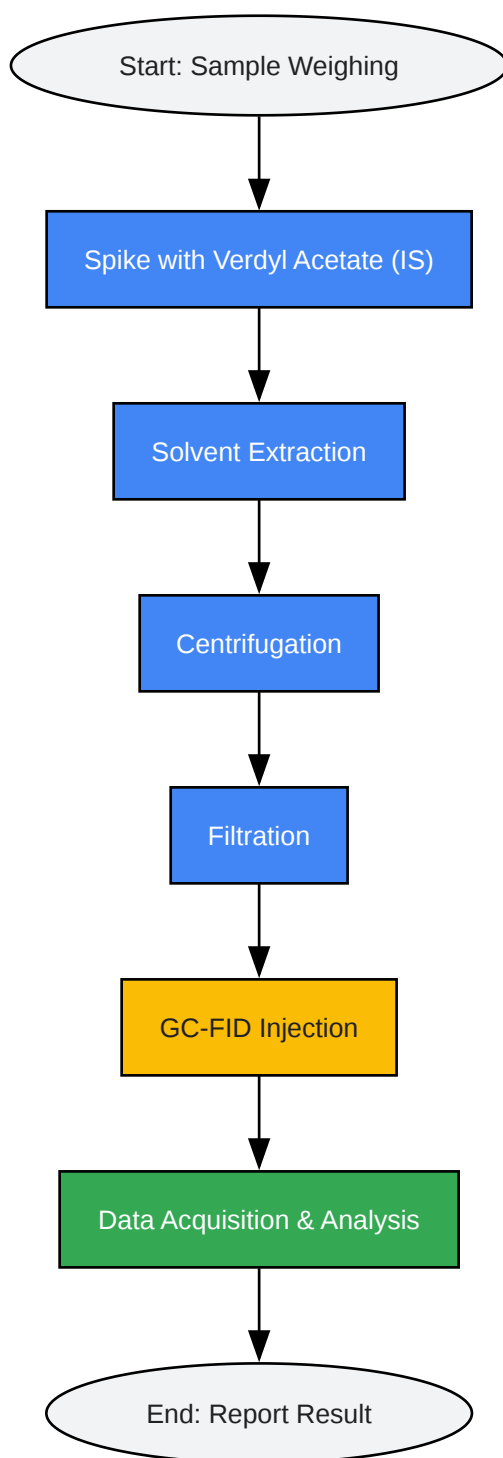 Start: Sample Weighing
Spike with Verdyl Acetate (IS)
Solvent Extraction
Centrifugation
Filtration
GC-FID Injection
Data Acquisition & Analysis
End: Report Result